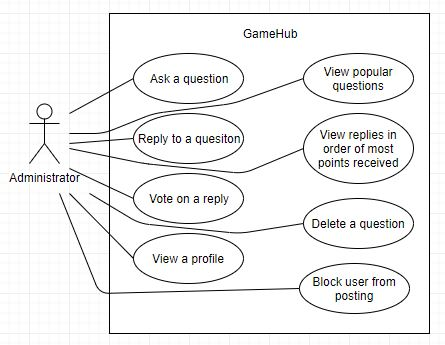 GameHub
Ask a question
View popular
questions
Reply to a quesiton
View replies in
order of most
points received
Administrator
Vote on a reply
Delete a question
View a profile
Block user from
posting